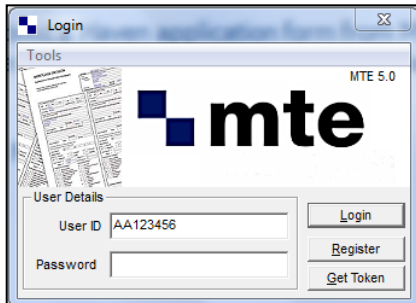 Login
Tools
MTE 5.0
mte
User Details
User ID AA123456
Login
Password
Register
Get Token